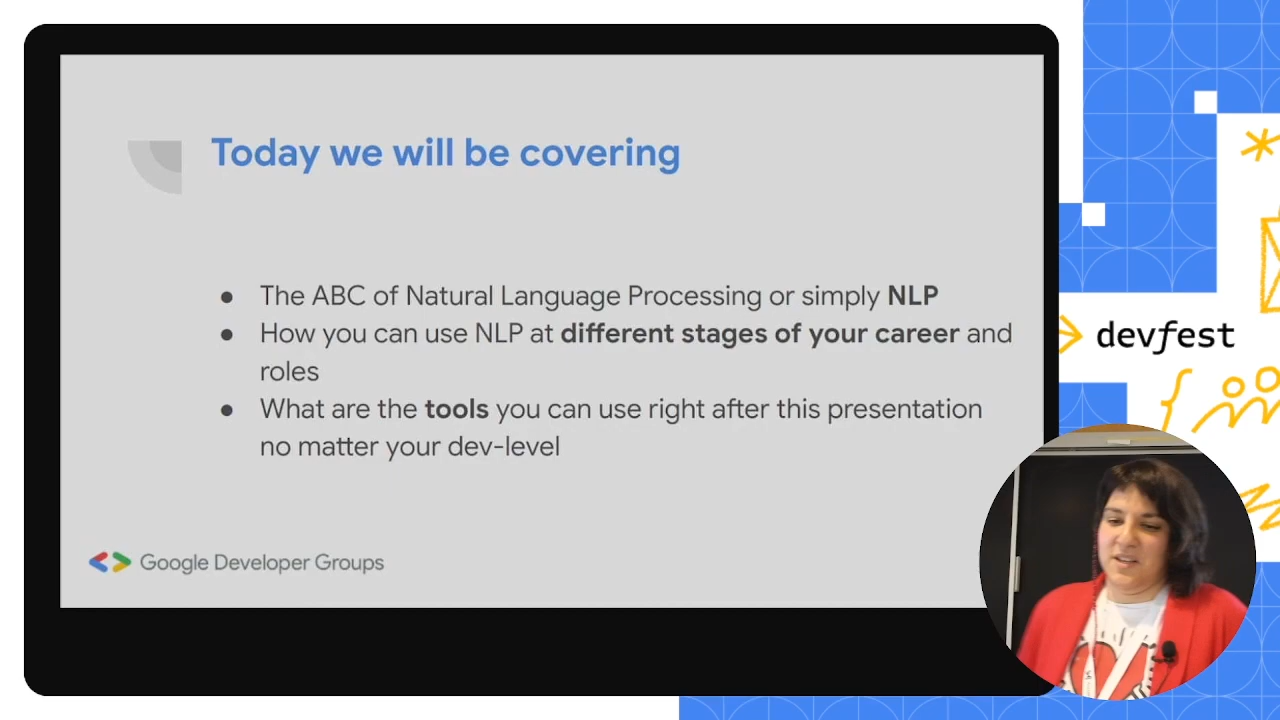 Today we will be covering
● The ABC of Natural Language Processing or simply NLP
● How you can use NLP at different stages of your career and
roles
● What are the tools you can use right after this presentation
no matter your dev-level
Google Developer Groups
devfest